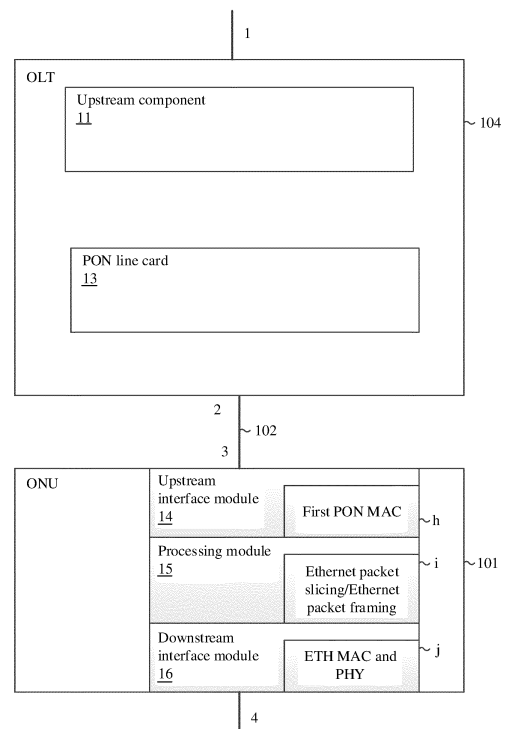 1
OLT
Upstream component
11
104
PON line card
13
2
102
3
ONU
Upstream
interface module
14
First PON MAC
h
Processing module
15
Ethernet packet
slicing/Ethernet
packet framing
i
101
Downstream
interface module
16
ETH MAC and
PHY
j
4